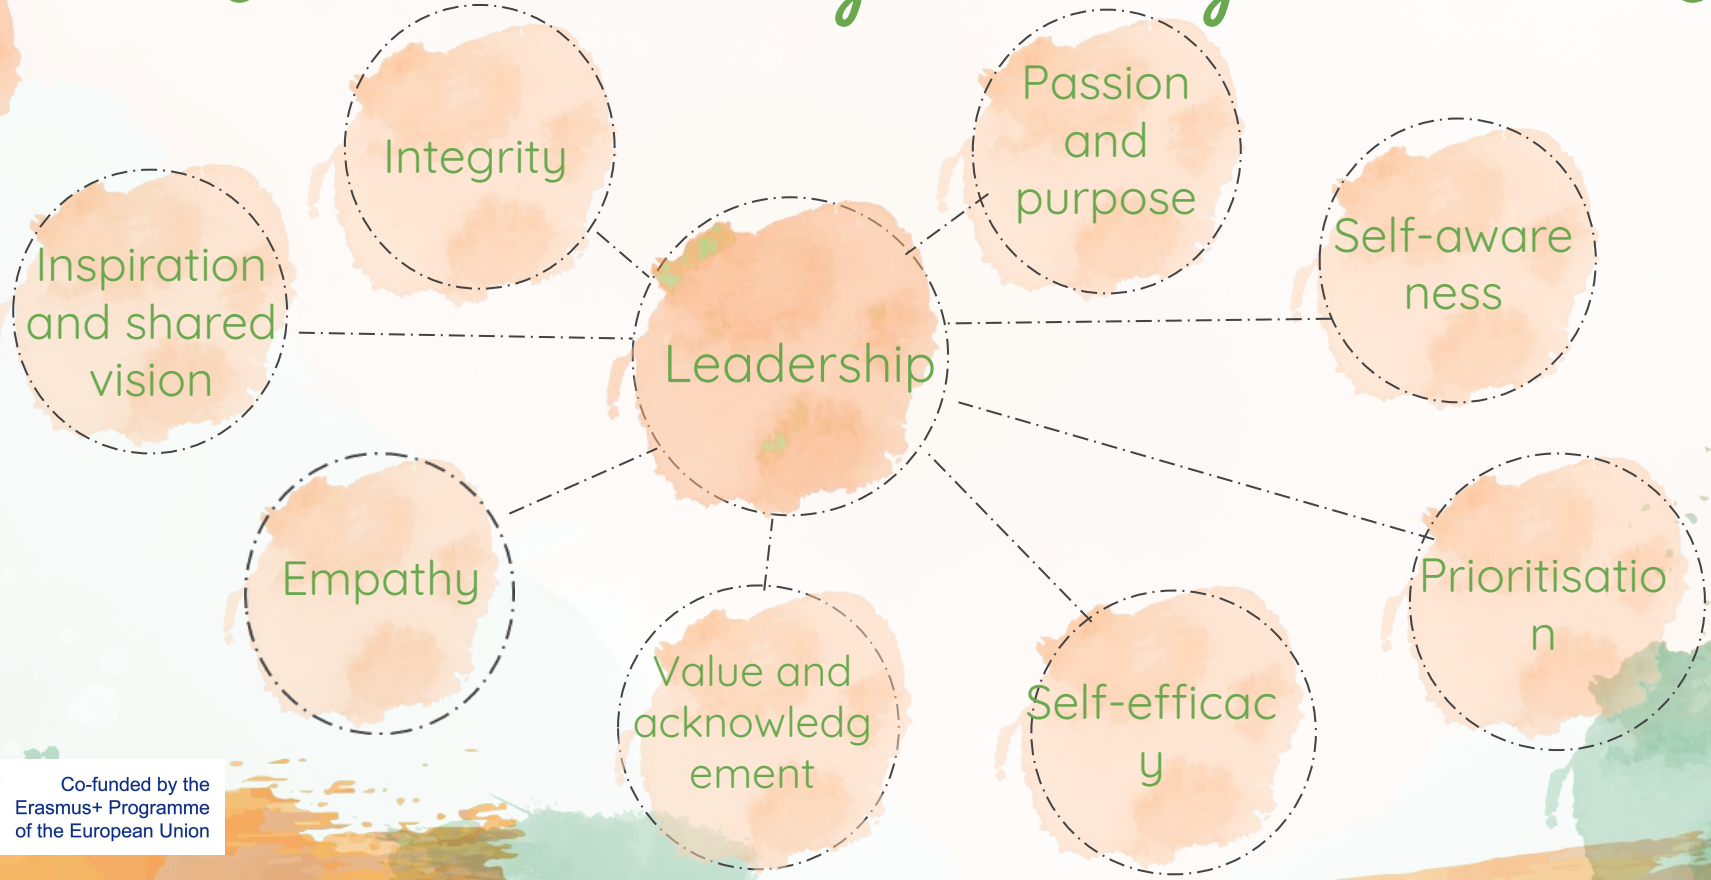 Integrity
Passion
and
purpose
Inspiration
and shared
vision
Self-aware
ness
Leadership
Empathy
Prioritisatio
n
Value and
acknowledg
ement
Self-efficac
y
Co-funded by the
Erasmus+ Programme
of the European Union